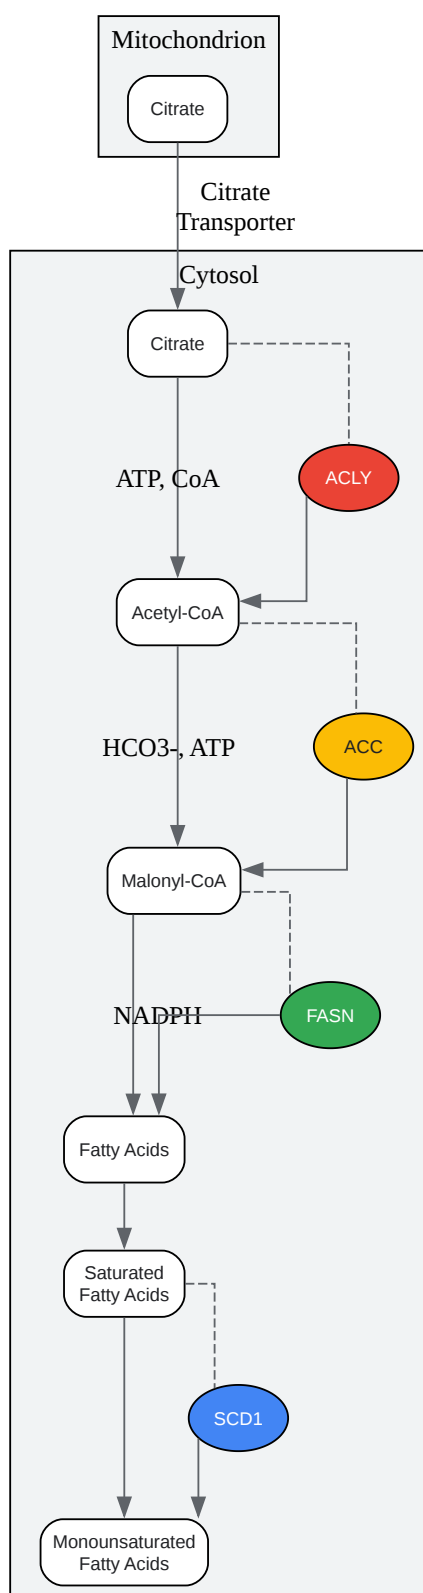 Mitochondrion
Citrate
Citrate
Transporter
Cytosol
Citrate
ATP, CoA
ACLY
Acetyl-CoA
HCO3-, ATP
ACC
Malonyl-CoA
NADPH
FASN
Fatty Acids
Saturated
Fatty Acids
SCD1
Monounsaturated
Fatty Acids